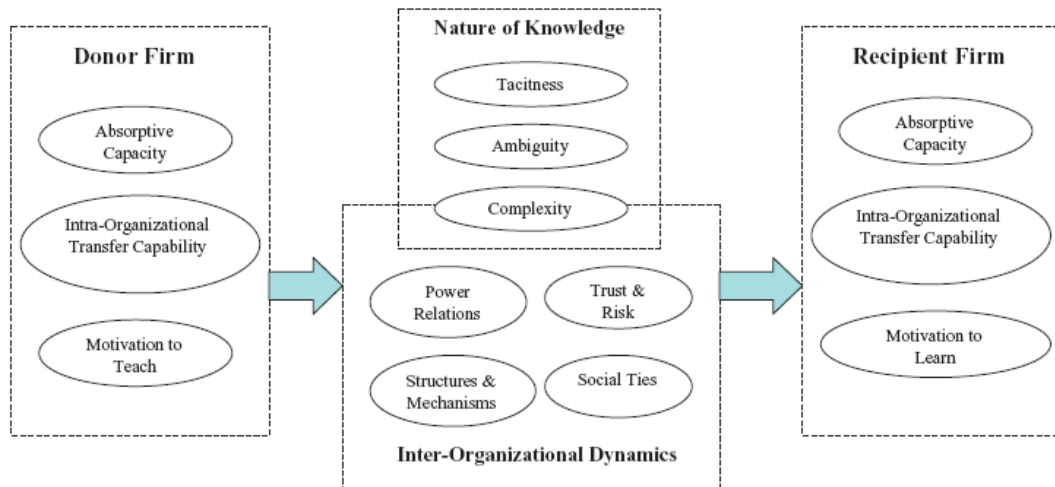 Donor Firm
Absorptive
Capacity
Intra-Organizational
Transfer Capability
Motivation to
Teach
Nature of Knowledge
Tacitness
Ambiguity
Complexity
Power
Relations
Trust &
Risk
Structures &
Mechanisms
Social Ties
Inter-Organizational Dynamics
Recipient Firm
Absorptive
Capacity
Intra-Organizational
Transfer Capability
Motivation to
Learn